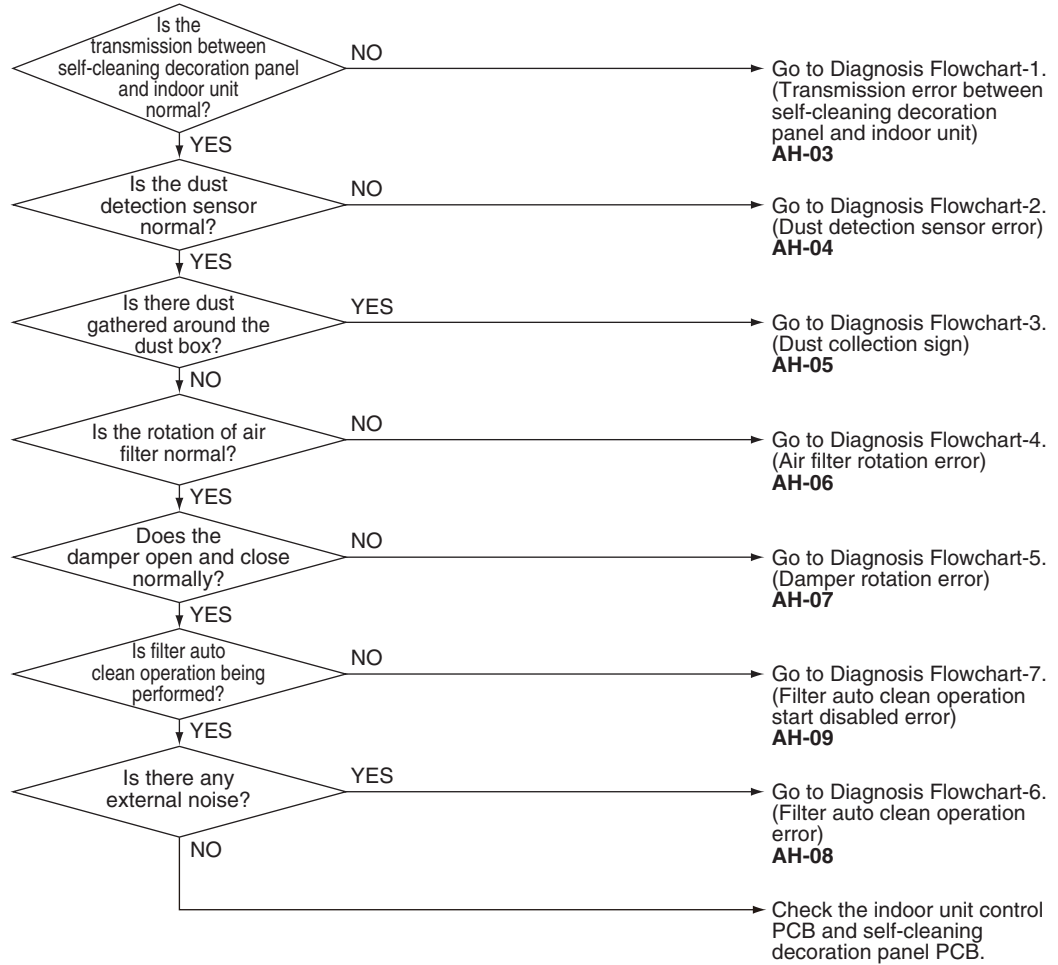 Is the
transmission between
self-cleaning decoration panel
and indoor unit
normal?
NO
Go to Diagnosis Flowchart-1.
(Transmission error between
self-cleaning decoration
panel and indoor unit)
AH-03
YES
Is the dust
detection sensor
normal?
NO
Go to Diagnosis Flowchart-2.
(Dust detection sensor error)
AH-04
YES
Is there dust
gathered around the
dust box?
YES
Go to Diagnosis Flowchart-3.
(Dust collection sign)
AH-05
NO
Is the rotation of air
filter normal?
NO
Go to Diagnosis Flowchart-4.
(Air filter rotation error)
AH-06
YES
Does the
damper open and close
normally?
NO
Go to Diagnosis Flowchart-5.
(Damper rotation error)
AH-07
YES
Is filter auto
clean operation being
performed?
NO
Go to Diagnosis Flowchart-7.
(Filter auto clean operation
start disabled error)
AH-09
YES
Is there any
external noise?
YES
Go to Diagnosis Flowchart-6.
(Filter auto clean operation
error)
AH-08
NO
Check the indoor unit control
PCB and self-cleaning
decoration panel PCB.